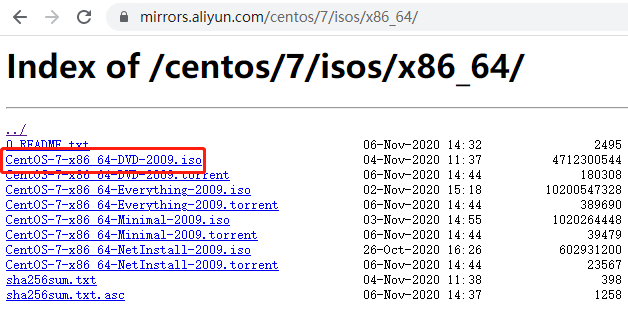 mirrors.aliyun.com/centos/7/isos/x86_64/
Index of /centos/7/isos/x86_64/
../
0_README.txt 06-Nov-2020 14:32 2495
CentOS-7-x86_64-DVD-2009.iso 04-Nov-2020 11:37 4712300544
CentOS-7-x86_64-DVD-2009.torrent 06-Nov-2020 14:44 180308
CentOS-7-x86_64-Everything-2009.iso 02-Nov-2020 15:18 10200547328
CentOS-7-x86_64-Everything-2009.torrent 06-Nov-2020 14:44 389690
CentOS-7-x86_64-Minimal-2009.iso 03-Nov-2020 14:55 1020264448
CentOS-7-x86_64-Minimal-2009.torrent 06-Nov-2020 14:44 39479
CentOS-7-x86_64-NetInstall-2009.iso 26-Oct-2020 16:26 602931200
CentOS-7-x86_64-NetInstall-2009.torrent 06-Nov-2020 14:44 23567
sha256sum.txt 04-Nov-2020 11:38 398
sha256sum.txt.asc 06-Nov-2020 14:37 1258